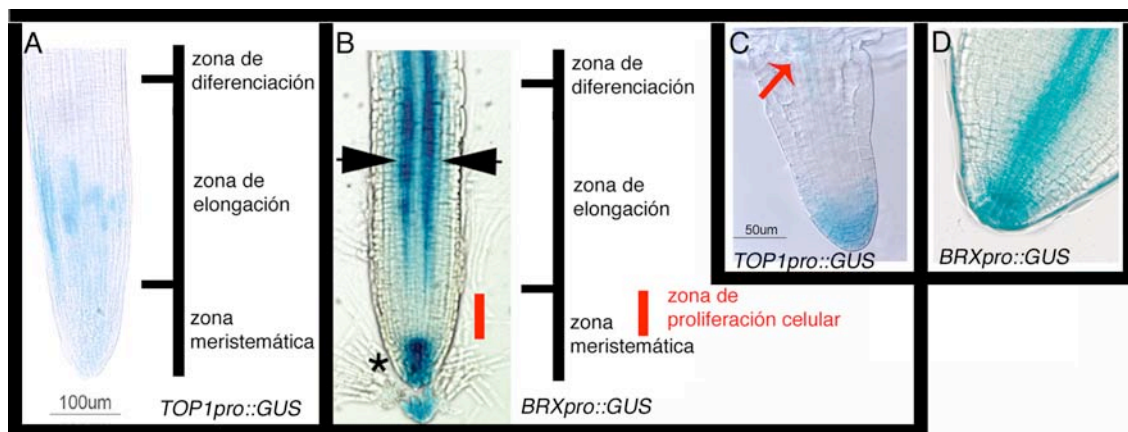 A
zona de
diferenciación
zona de
elongación
zona
meristemática
100um
TOP1pro::GUS
B
zona de
diferenciación
zona de
elongación
zona
meristemática
zona de
proliferación celular
*
BRXpro::GUS
C
50um
TOP1pro::GUS
D
BRXpro::GUS